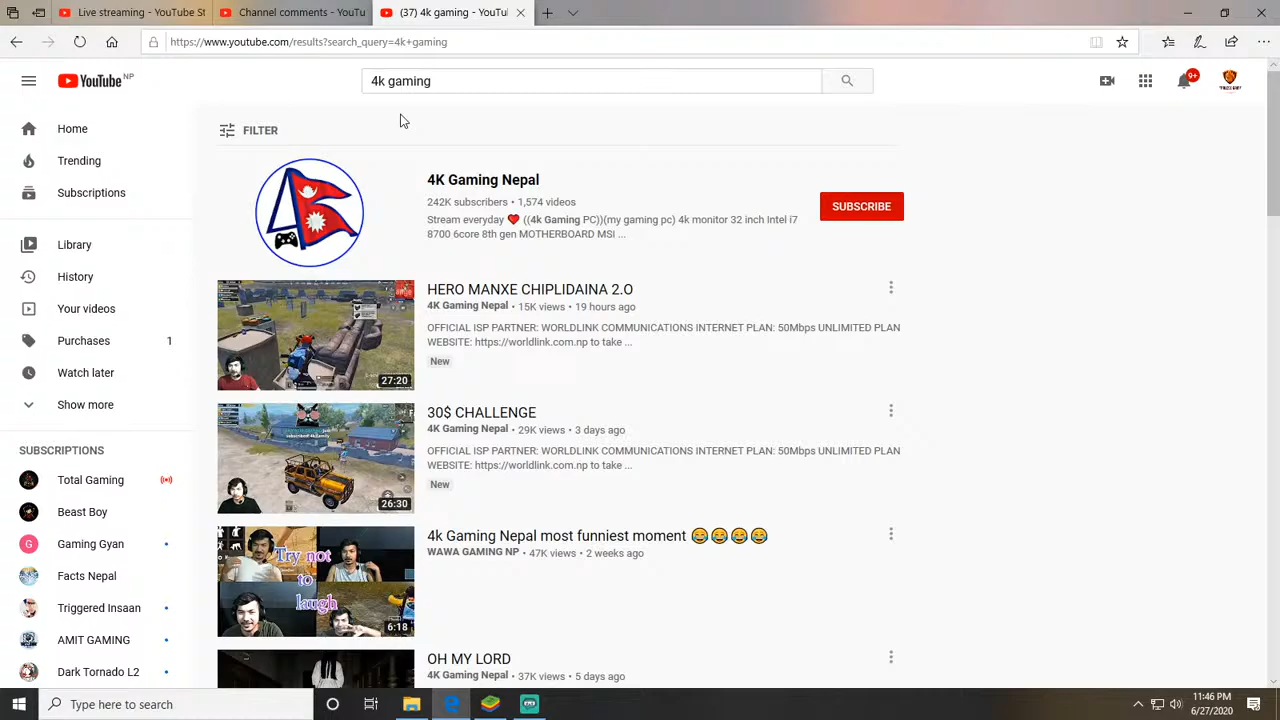 Live streaming - YouTube St
Channel content - YouTube
(37) 4k gaming - YouTube
https://www.youtube.com/results?search_query=4k+gaming
YouTube NP
4k gaming
9+
Home
Trending
Subscriptions
Library
History
Your videos
Purchases 1
Watch later
Show more
SUBSCRIPTIONS
Total Gaming
Beast Boy
G Gaming Gyan
Facts Nepal
Triggered Insaan
AMIT GAMING
Dark Tornado L2
FILTER
4K Gaming Nepal
242K subscribers • 1,574 videos
Stream everyday ❤ ((4k Gaming PC))(my gaming pc) 4k monitor 32 inch Intel i7
8700 6core 8th gen MOTHERBOARD MSI ...
SUBSCRIBE
HERO MANXE CHIPLIDAINA 2.O
4K Gaming Nepal • 15K views • 19 hours ago
OFFICIAL ISP PARTNER: WORLDLINK COMMUNICATIONS INTERNET PLAN: 50Mbps UNLIMITED PLAN
WEBSITE: https://worldlink.com.np to take ...
New
27:20
30$ CHALLENGE
4K Gaming Nepal • 29K views • 3 days ago
OFFICIAL ISP PARTNER: WORLDLINK COMMUNICATIONS INTERNET PLAN: 50Mbps UNLIMITED PLAN
WEBSITE: https://worldlink.com.np to take ...
New
26:30
4k Gaming Nepal most funniest moment 😂😂😂😂
WAWA GAMING NP • 47K views • 2 weeks ago
Try not
to
laugh
6:18
OH MY LORD
4K Gaming Nepal • 37K views • 5 days ago
Type here to search
11:46 PM
6/27/2020